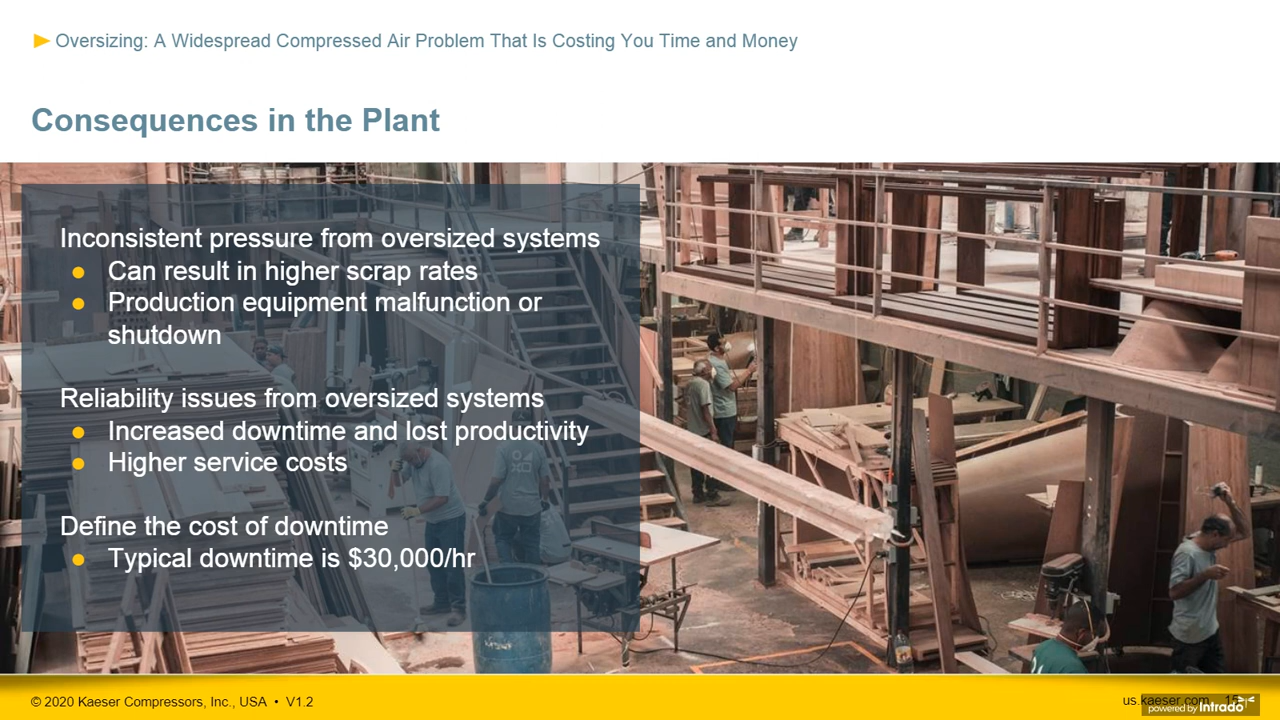 Oversizing: A Widespread Compressed Air Problem That Is Costing You Time and Money
Consequences in the Plant
Inconsistent pressure from oversized systems
● Can result in higher scrap rates
● Production equipment malfunction or
shutdown
Reliability issues from oversized systems
● Increased downtime and lost productivity
● Higher service costs
Define the cost of downtime
● Typical downtime is $30,000/hr
© 2020 Kaeser Compressors, Inc., USA • V1.2
us.kaeser.com
powered by intrado